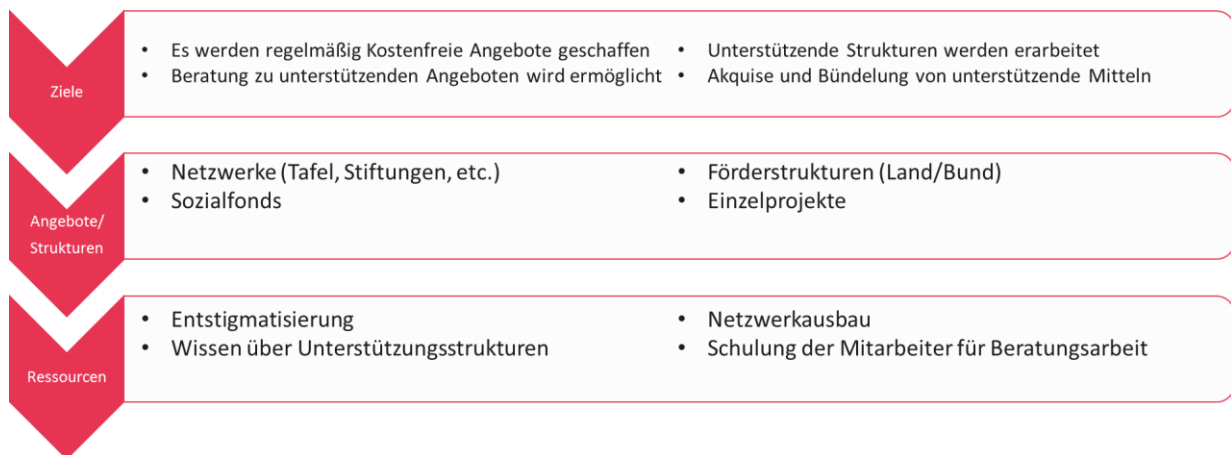 Ziele
• Es werden regelmäßig Kostenfreie Angebote geschaffen
• Beratung zu unterstützenden Angeboten wird ermöglicht
• Unterstützende Strukturen werden erarbeitet
• Akquise und Bündelung von unterstützende Mitteln
Angebote/
Strukturen
• Netzwerke (Tafel, Stiftungen, etc.)
• Sozialfonds
• Förderstrukturen (Land/Bund)
• Einzelprojekte
Ressourcen
• Entstigmatisierung
• Wissen über Unterstützungsstrukturen
• Netzwerkausbau
• Schulung der Mitarbeiter für Beratungsarbeit